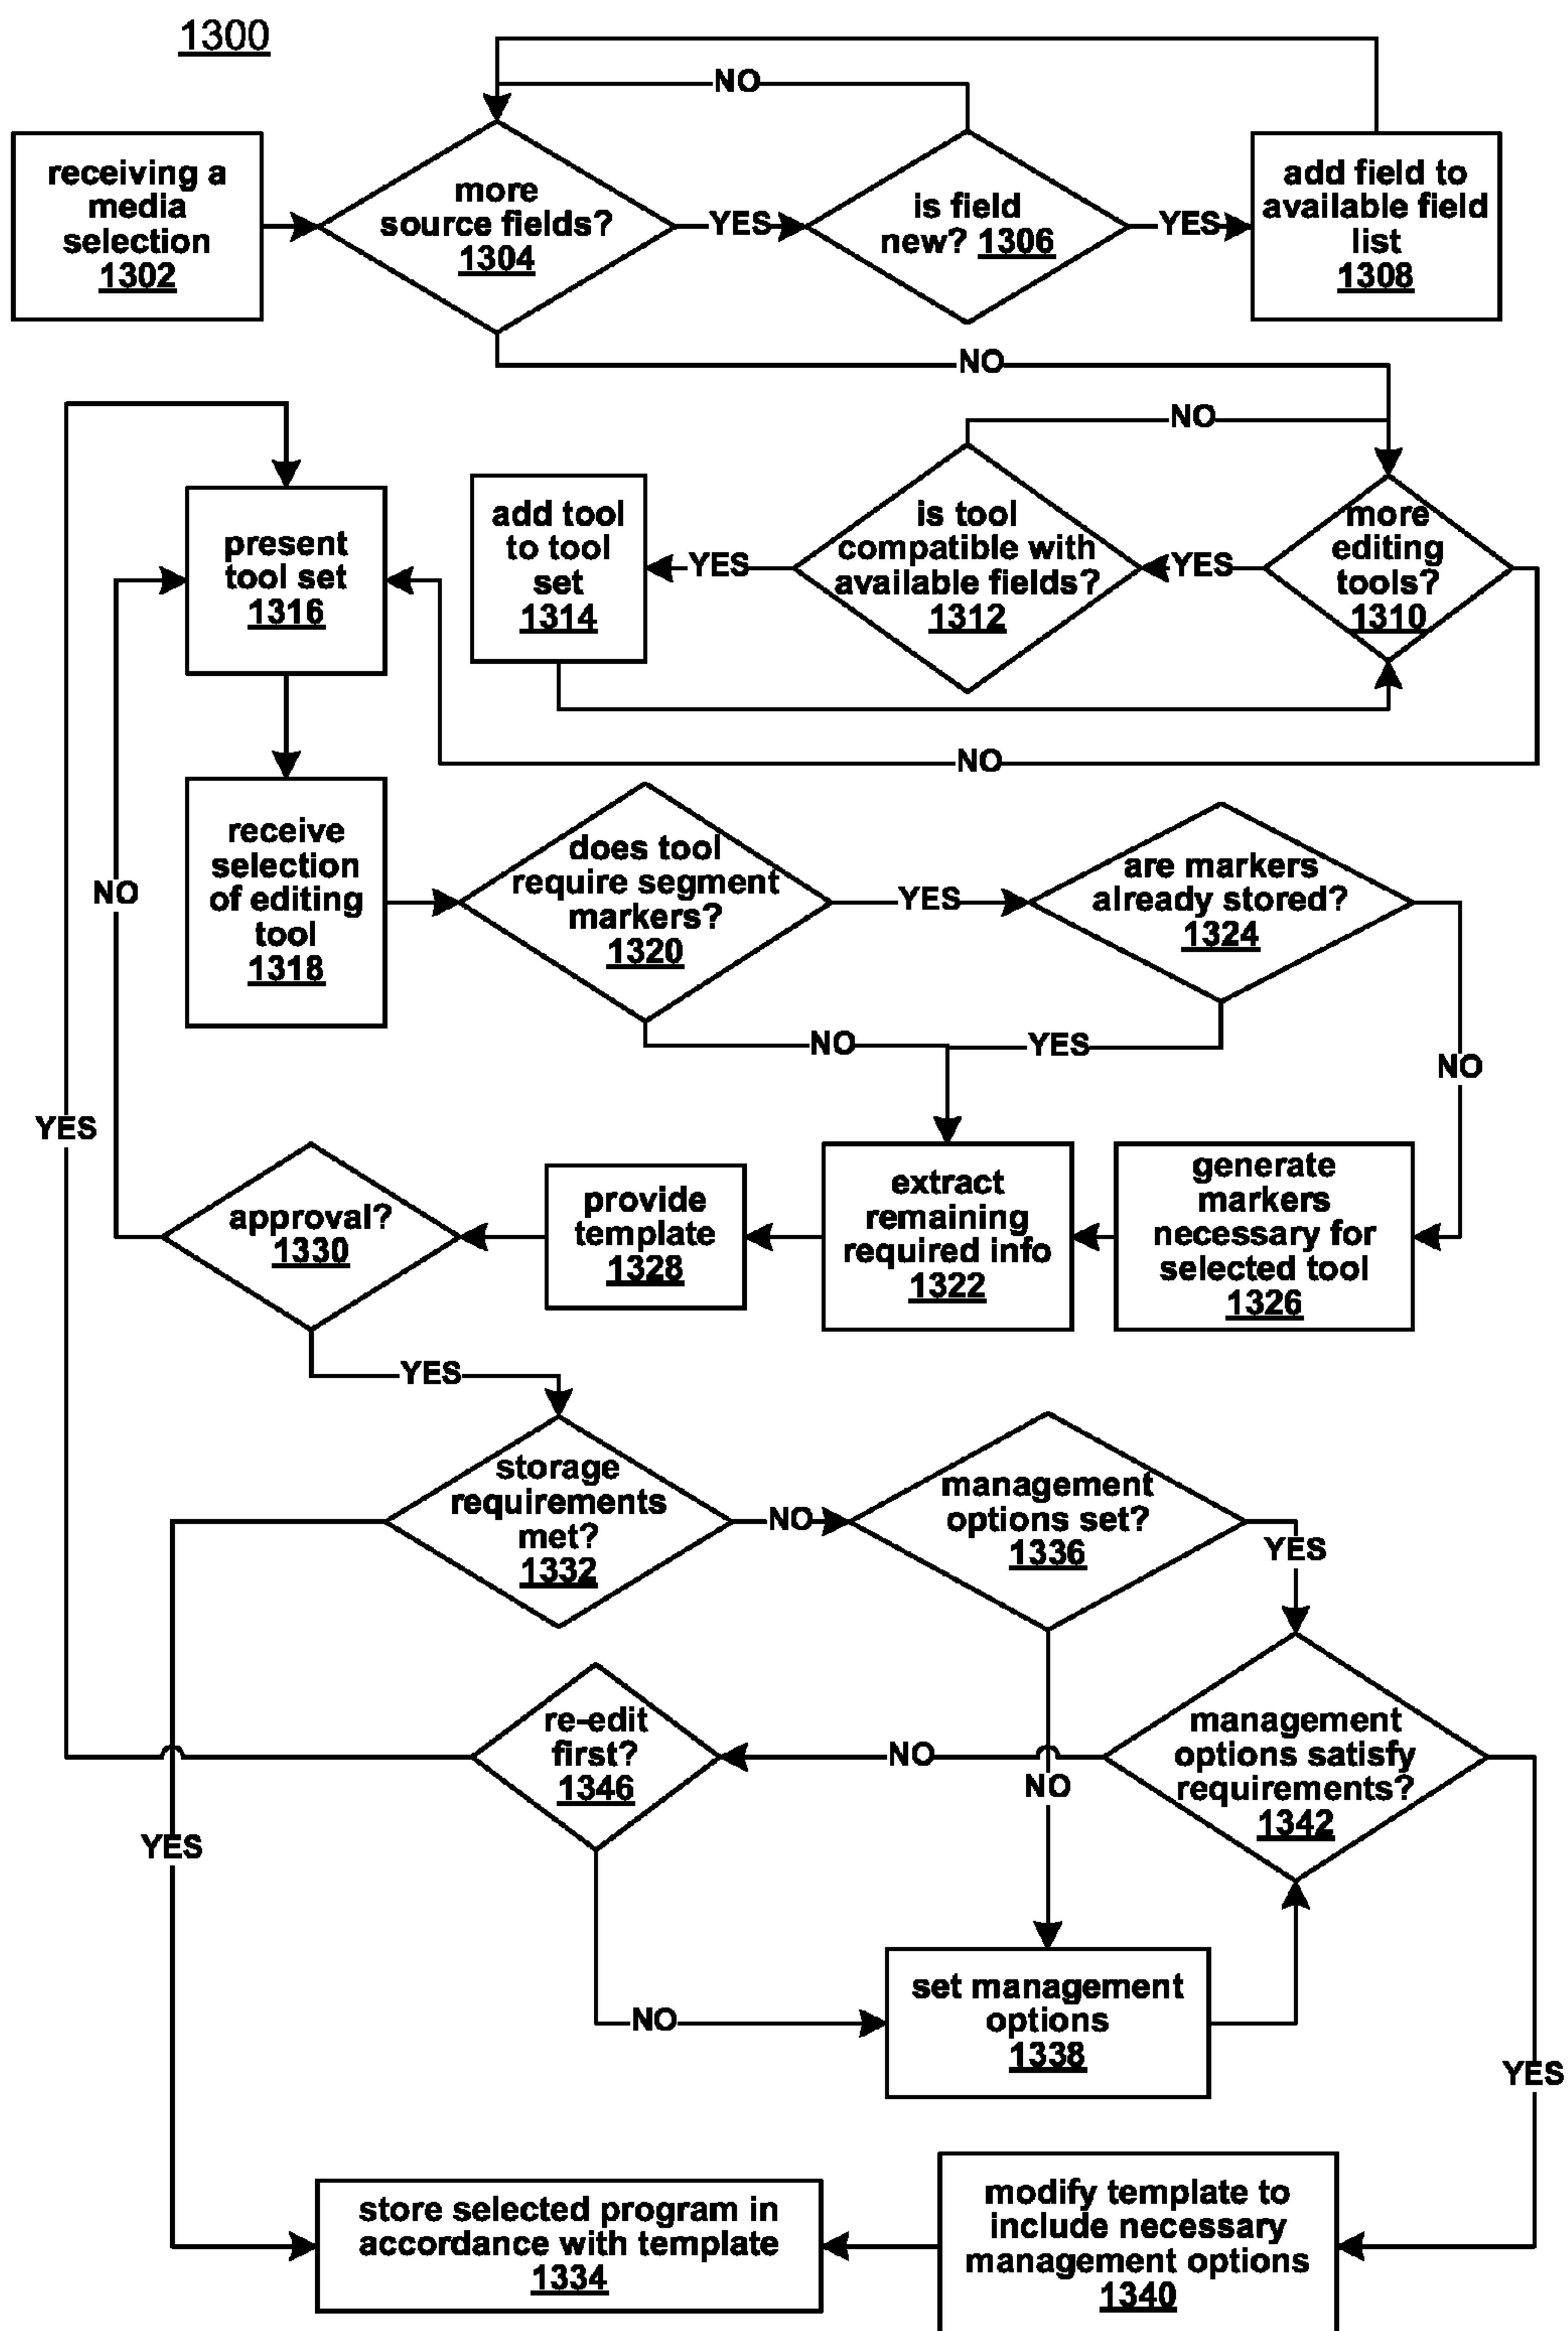 1300
NO
receiving a
media
selection
1302
more
source fields?
1304
YES
is field
new? 1306
YES
add field to
available field
list
1308
NO
NO
present
tool set
1316
add tool
to tool
set
1314
YES
is tool
compatible with
available fields?
1312
YES
more
editing
tools?
1310
NO
receive
selection
of editing
tool
1318
does tool
require segment
markers?
1320
YES
are markers
already stored?
1324
NO
NO
YES
NO
YES
approval?
1330
provide
template
1328
extract
remaining
required info
1322
generate
markers
necessary for
selected tool
1326
YES
storage
requirements
met?
1332
NO
management
options set?
1336
YES
re-edit
first?
1346
NO
NO
management
options satisfy
requirements?
1342
YES
NO
set management
options
1338
YES
store selected program in
accordance with template
1334
modify template to
include necessary
management options
1340